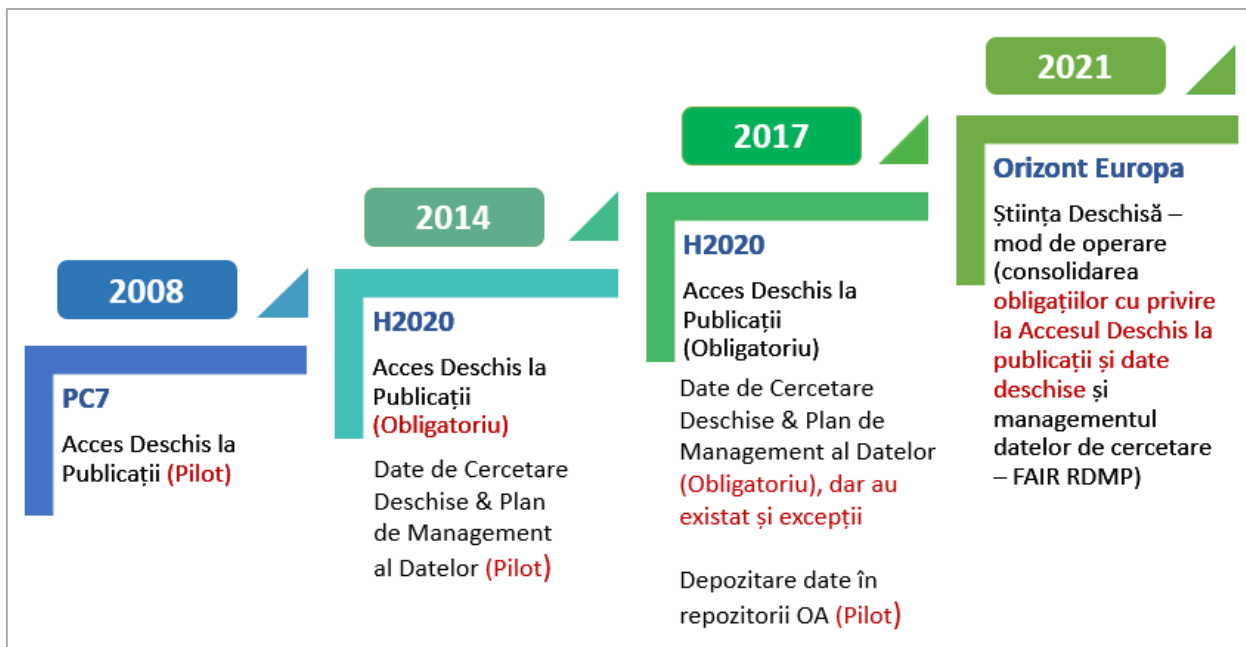 2008
PC7
Acces Deschis la
Publicații (Pilot)
2014
H2020
Acces Deschis la
Publicații
(Obligatoriu)
Date de Cercetare
Deschise & Plan
de Management
al Datelor (Pilot)
2017
H2020
Acces Deschis la
Publicații
(Obligatoriu)
Date de Cercetare
Deschise & Plan de
Management al Datelor
(Obligatoriu), dar au
existat și excepții
Depozitare date în
repozitorii OA (Pilot)
2021
Orizont Europa
Știința Deschisă –
mod de operare
(consolidarea
obligațiilor cu privire
la Accesul Deschis la
publicații și date
deschise și
managementul
datelor de cercetare
– FAIR RDMP)